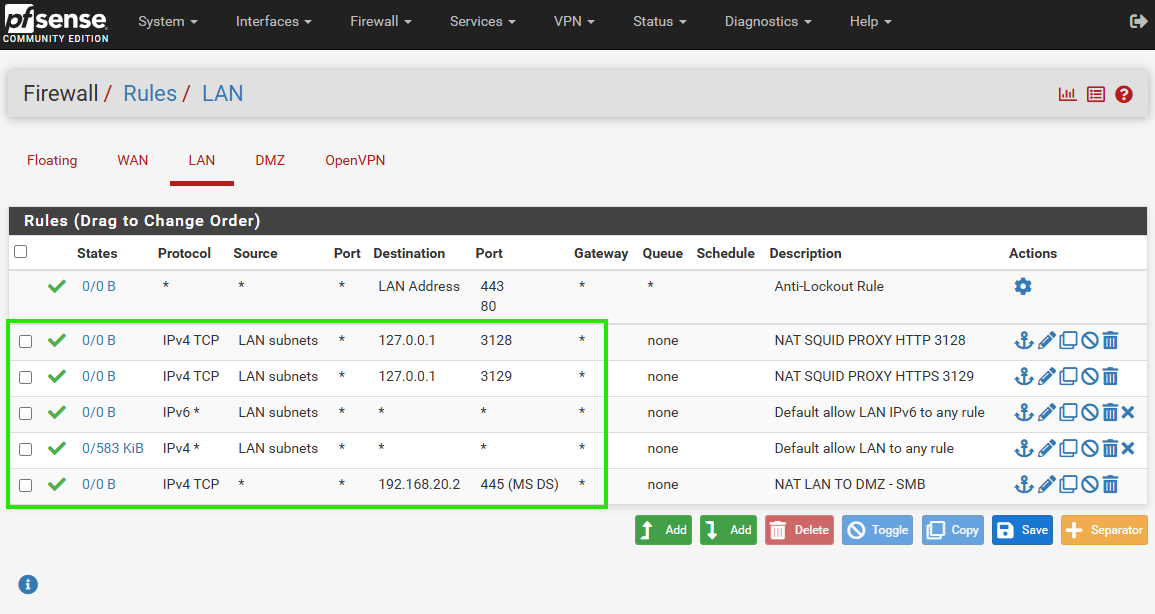 pfsense System Interfaces Firewall Services VPN Status Diagnostics Help
COMMUNITY EDITION
Firewall / Rules / LAN
Floating WAN LAN DMZ OpenVPN
Rules (Drag to Change Order)
States Protocol Source Port Destination Port Gateway Queue Schedule Description Actions
0/0 B * * * LAN Address 443 * * Anti-Lockout Rule
80
0/0 B IPv4 TCP LAN subnets * 127.0.0.1 3128 * none NAT SQUID PROXY HTTP 3128
0/0 B IPv4 TCP LAN subnets * 127.0.0.1 3129 * none NAT SQUID PROXY HTTPS 3129
0/0 B IPv6 * LAN subnets * * * * none Default allow LAN IPv6 to any rule
0/583 KiB IPv4 * LAN subnets * * * * none Default allow LAN to any rule
0/0 B IPv4 TCP * * 192.168.20.2 445 (MS DS) * none NAT LAN TO DMZ - SMB
Add Add Delete Toggle Copy Save Separator